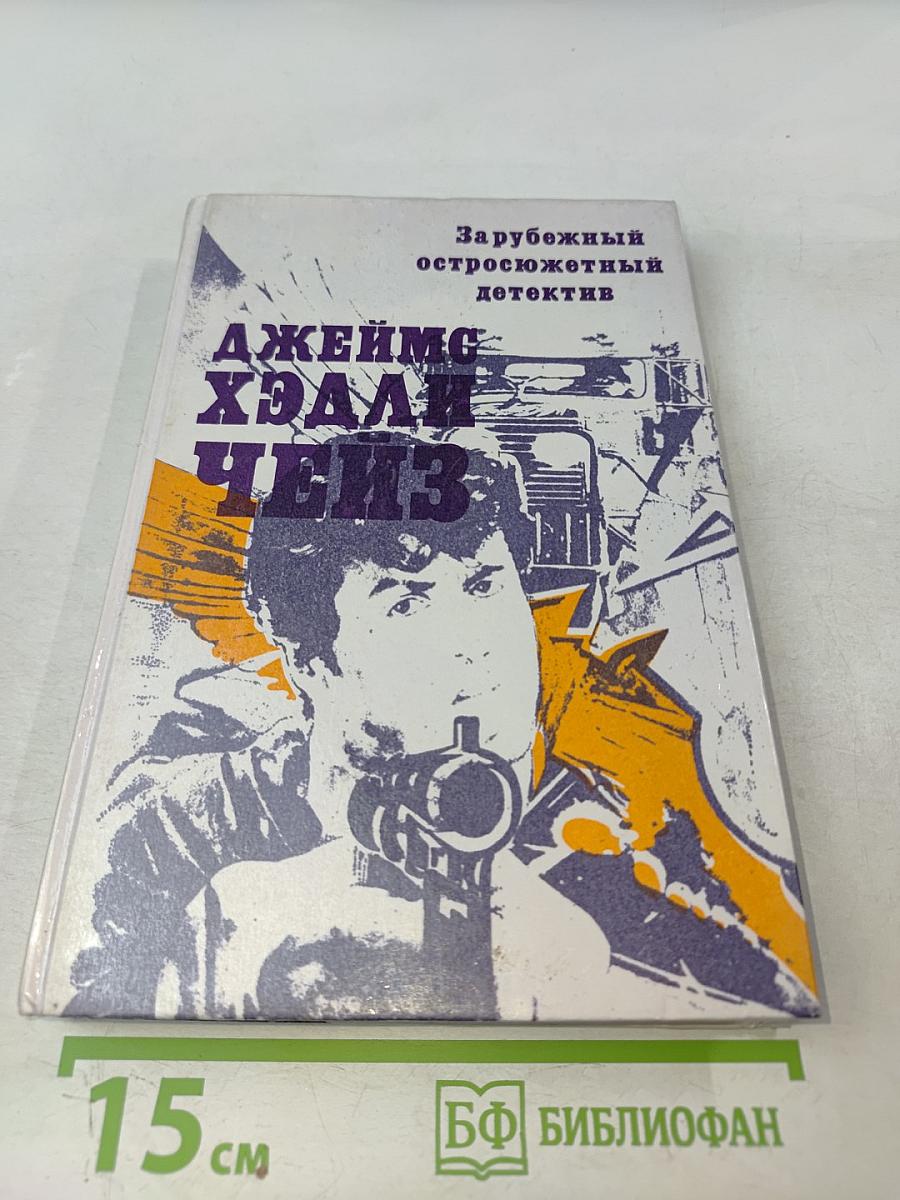 Зарубежный
остросюжетный
детектив
ДЖЕЙМС
ХЭДЛИ
ЧЕЙЗ
15 см
БФ БИБЛИОФАН